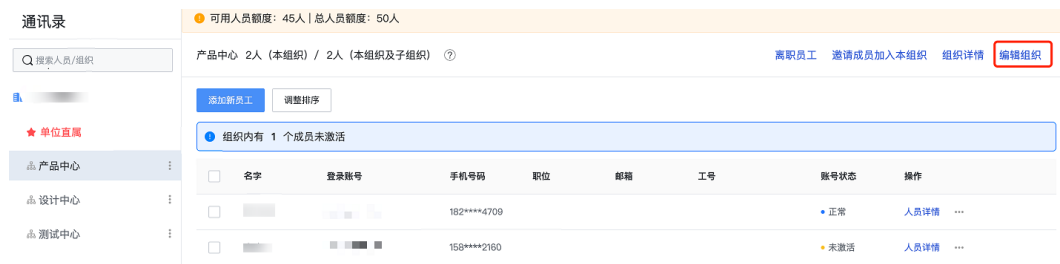 通讯录
搜索人员/组织
单位直属
产品中心
设计中心
测试中心
可用人员额度：45人 | 总人员额度：50人
产品中心 2人（本组织）/ 2人（本组织及子组织） ?
离职员工 邀请成员加入本组织 组织详情 编辑组织
添加新员工 调整排序
组织内有 1 个成员未激活
名字 登录账号 手机号码 职位 邮箱 工号 账号状态 操作
182****4709 正常 人员详情 ···
158****2160 未激活 人员详情 ···